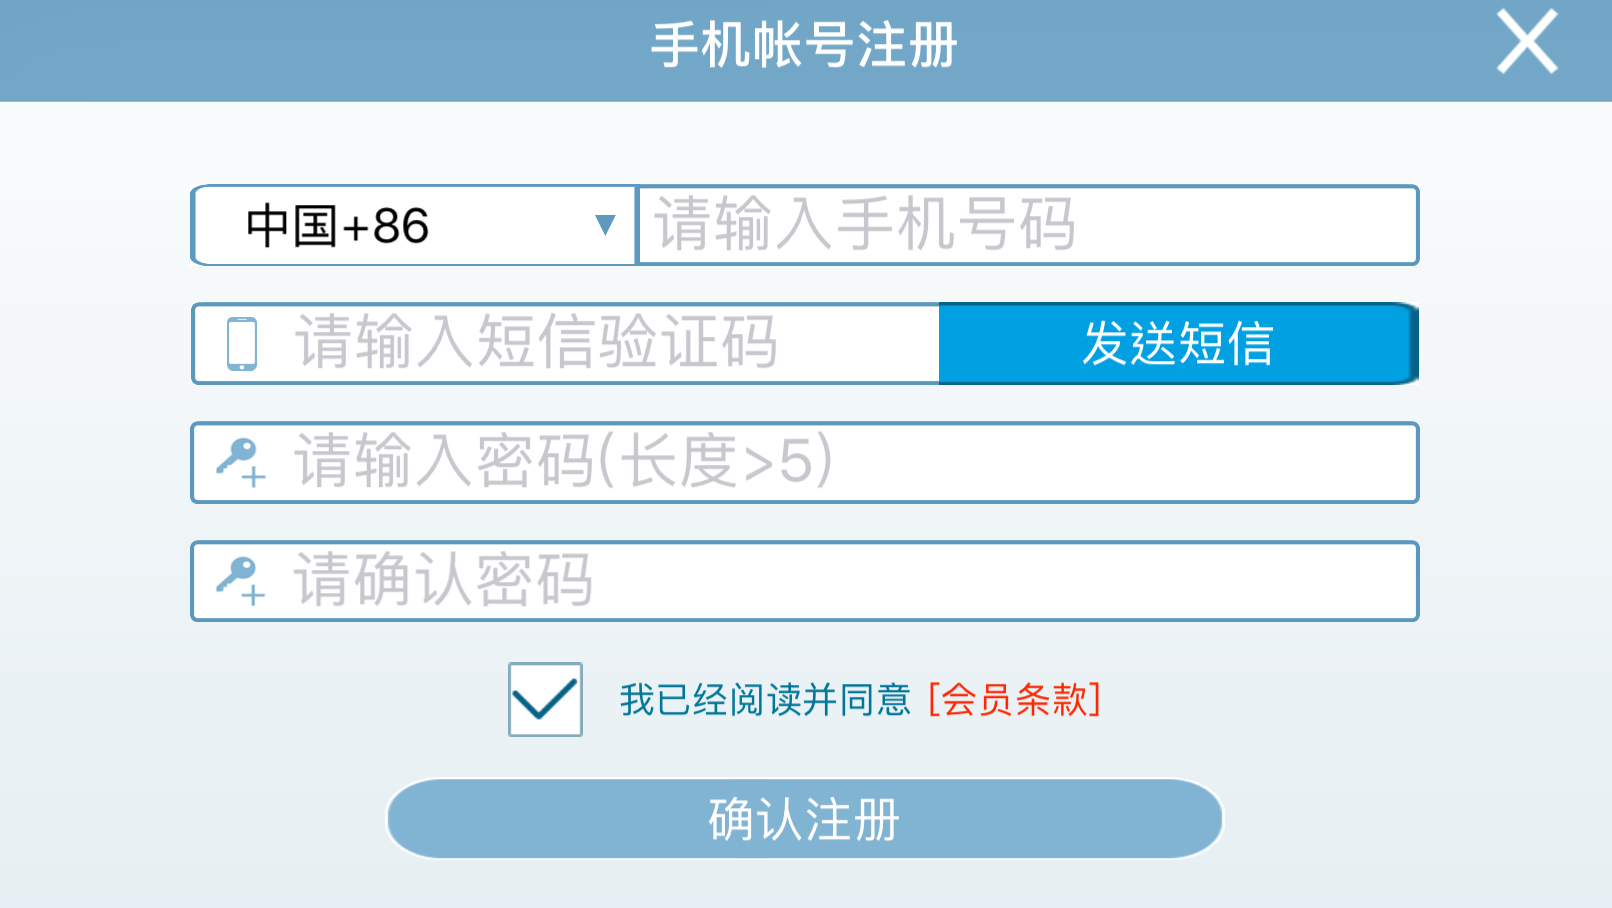 手机帐号注册
中国+86 请输入手机号码
请输入短信验证码 发送短信
请输入密码(长度>5)
请确认密码
我已经阅读并同意 [会员条款]
确认注册